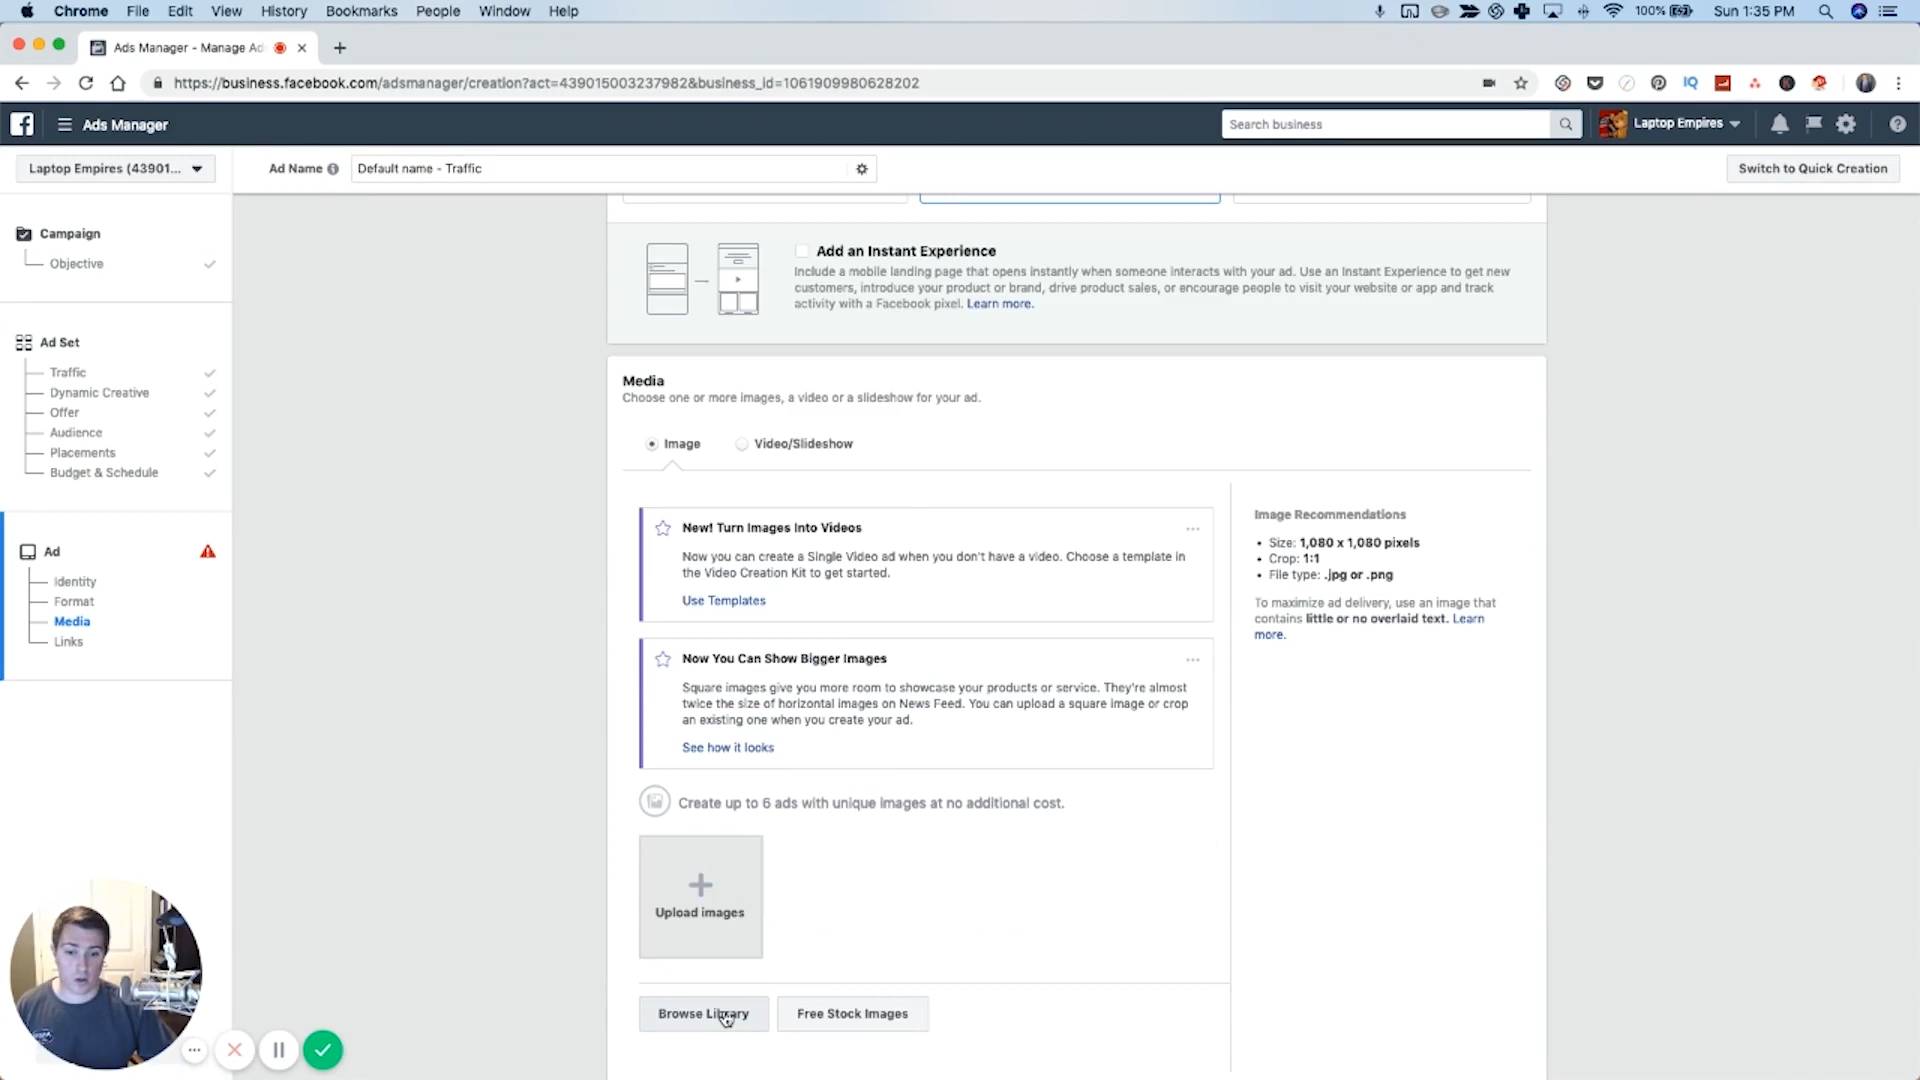 Chrome File Edit View History Bookmarks People Window Help
100% Sun 1:35 PM
Ads Manager - Manage Ad
https://business.facebook.com/adsmanager/creation?act=439015003237982&business_id=1061909980628202
Ads Manager
Search business
Laptop Empires
Laptop Empires (43901...
Ad Name
Default name - Traffic
Switch to Quick Creation
Campaign
Objective
Ad Set
Traffic
Dynamic Creative
Offer
Audience
Placements
Budget & Schedule
Ad
Identity
Format
Media
Links
Add an Instant Experience
Include a mobile landing page that opens instantly when someone interacts with your ad. Use an Instant Experience to get new
customers, introduce your product or brand, drive product sales, or encourage people to visit your website or app and track
activity with a Facebook pixel. Learn more.
Media
Choose one or more images, a video or a slideshow for your ad.
Image
Video/Slideshow
New! Turn Images Into Videos
Now you can create a Single Video ad when you don't have a video. Choose a template in
the Video Creation Kit to get started.
Use Templates
Now You Can Show Bigger Images
Square images give you more room to showcase your products or service. They're almost
twice the size of horizontal images on News Feed. You can upload a square image or crop
an existing one when you create your ad.
See how it looks
Create up to 6 ads with unique images at no additional cost.
Upload images
Browse Library
Free Stock Images
Image Recommendations
• Size: 1,080 x 1,080 pixels
• Crop: 1:1
• File type: .jpg or .png
To maximize ad delivery, use an image that
contains little or no overlaid text. Learn
more.